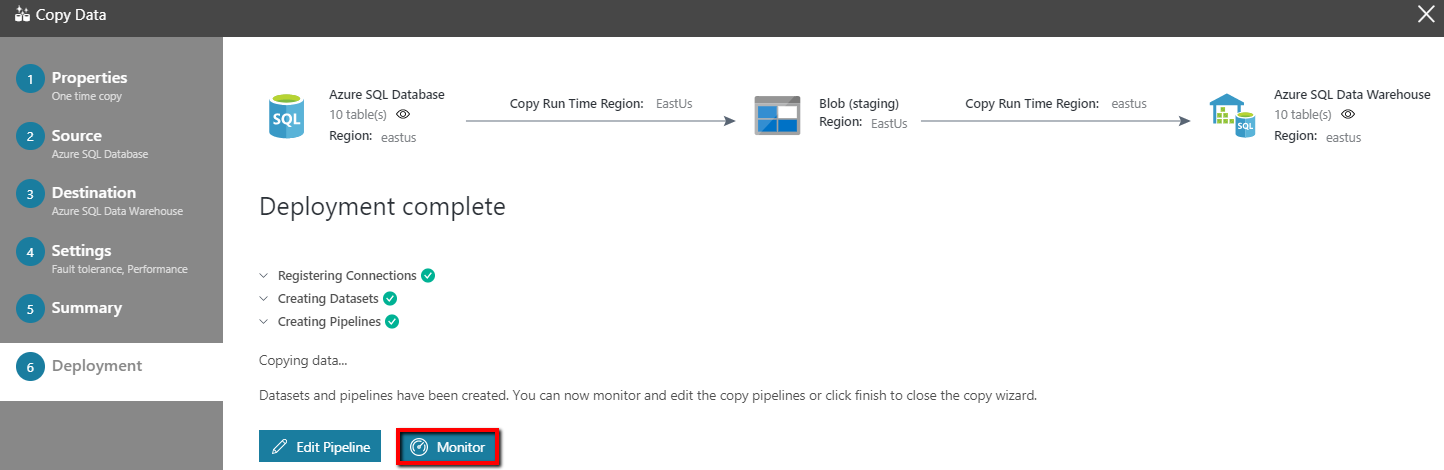 Copy Data
1 Properties
One time copy
2 Source
Azure SQL Database
3 Destination
Azure SQL Data Warehouse
4 Settings
Fault tolerance, Performance
5 Summary
6 Deployment
SQL
Azure SQL Database
10 table(s)
Region: eastus
Copy Run Time Region: EastUs
Blob (staging)
Region: EastUs
Copy Run Time Region: eastus
SQL
Azure SQL Data Warehouse
10 table(s)
Region: eastus
Deployment complete
Registering Connections
Creating Datasets
Creating Pipelines
Copying data...
Datasets and pipelines have been created. You can now monitor and edit the copy pipelines or click finish to close the copy wizard.
Edit Pipeline
Monitor